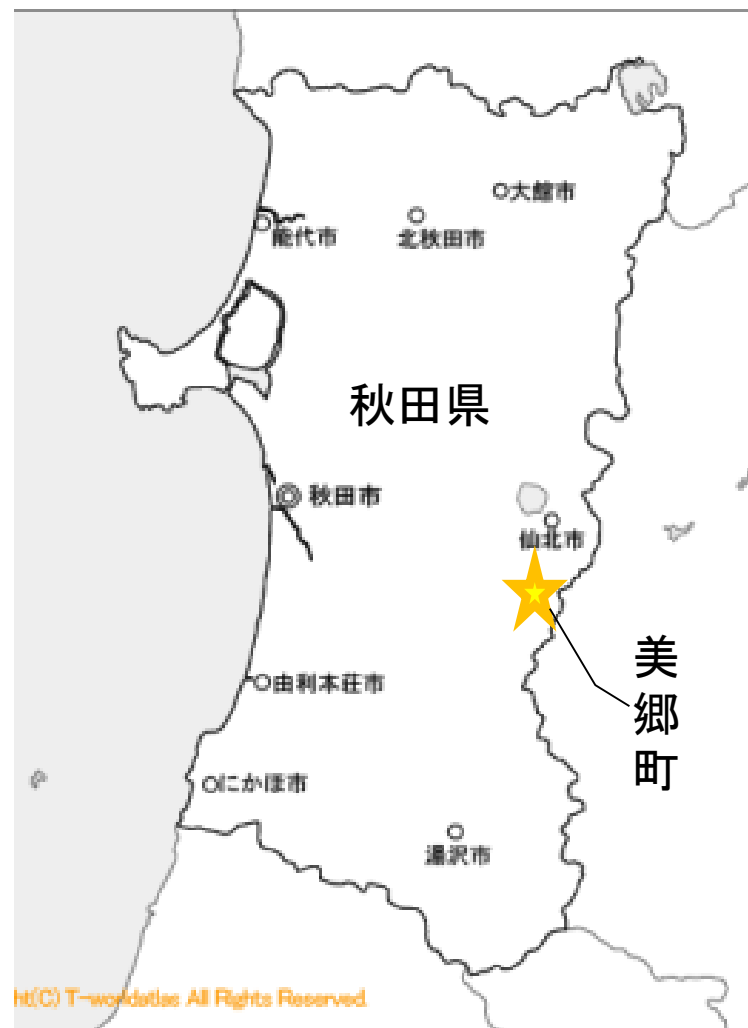 大館市
北秋田市
能代市
秋田県
秋田市
仙北市
美郷町
由利本荘市
にかほ市
湯沢市
ht(C) T-worldatlas All Rights Reserved.